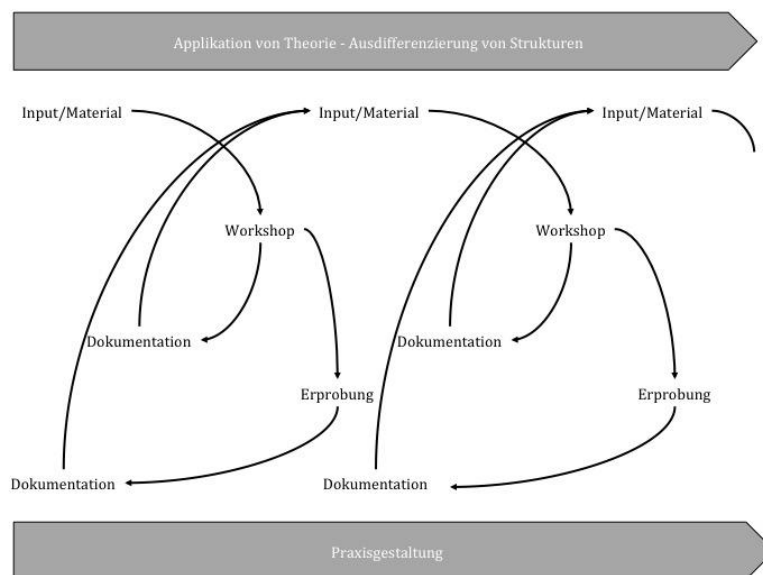 Applikation von Theorie - Ausdifferenzierung von Strukturen
Input/Material
Input/Material
Input/Material
Workshop
Workshop
Dokumentation
Dokumentation
Erprobung
Erprobung
Dokumentation
Dokumentation
Praxisgestaltung